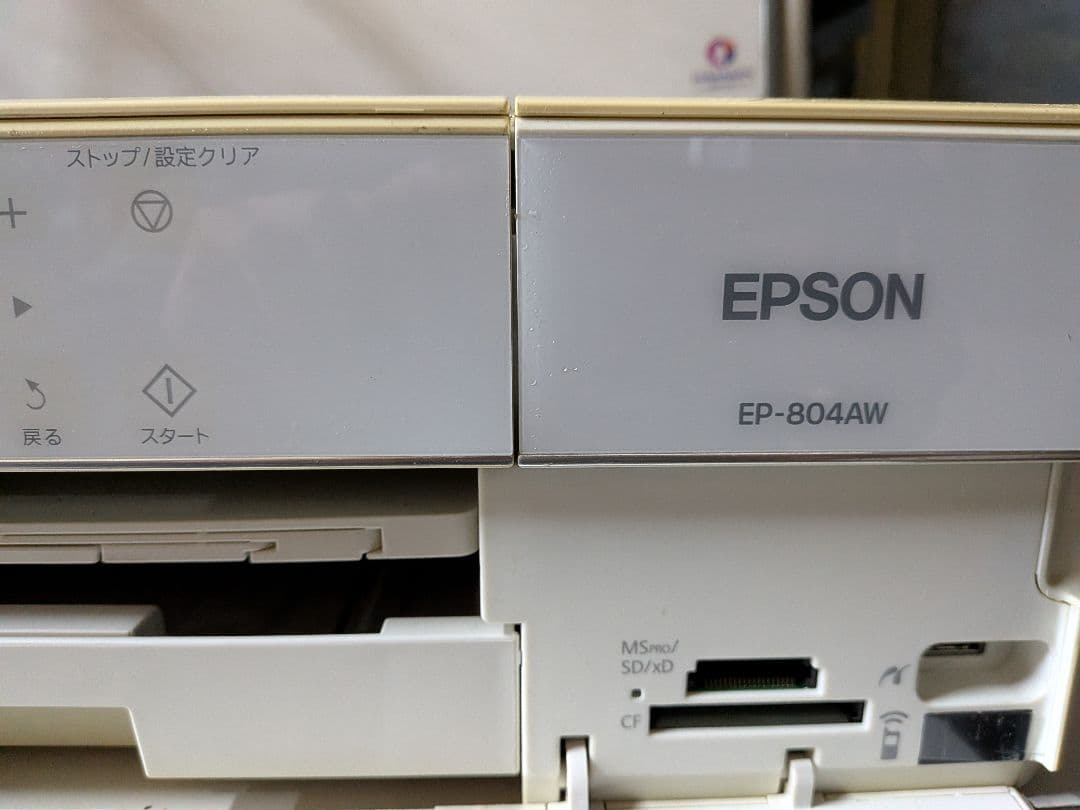 ストップ/設定クリア
戻る
スタート
EPSON
EP-804AW
MSPRO/
SD/xD
CF